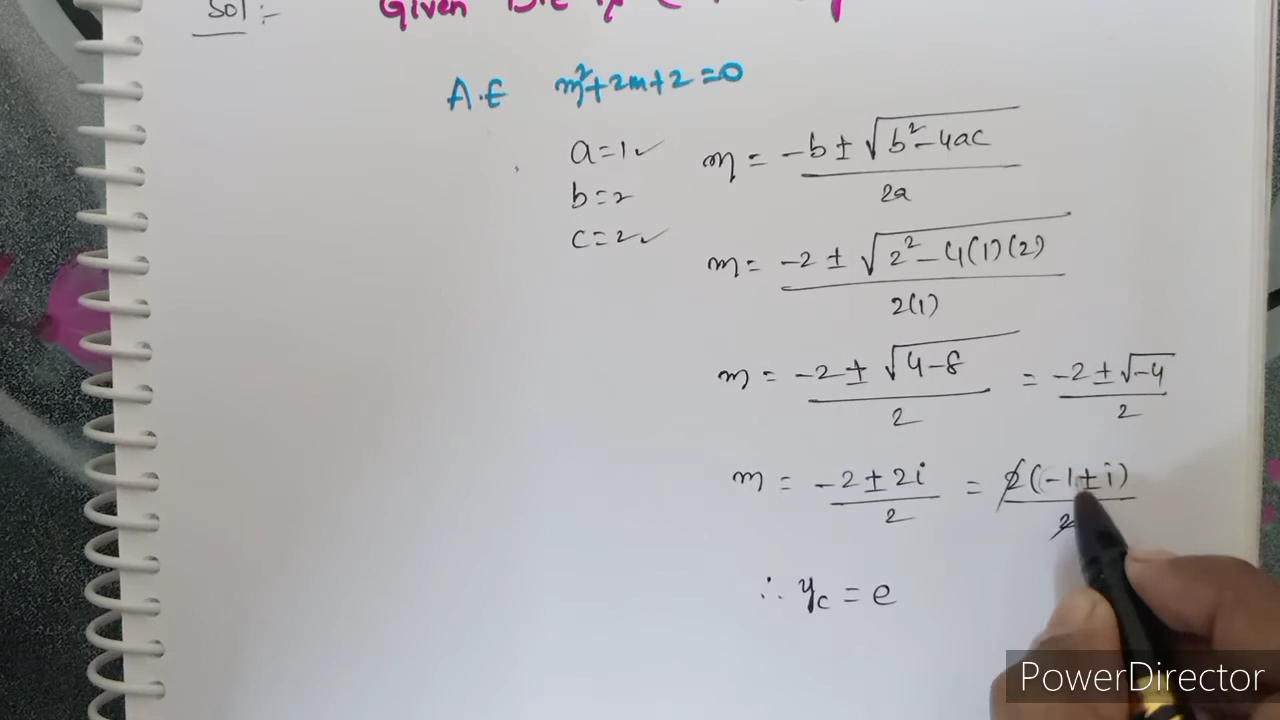 Sol :-
Given
A.E m²+2m+2=0
a=1✓ m = -b±√b²-4ac / 2a
b=2
c=2✓
m = -2±√2²-4(1)(2) / 2(1)
m = -2±√4-8 / 2 = -2±√-4 / 2
m = -2±2i / 2 = 2(-1±i) / 2
∴ yc = e
PowerDirector